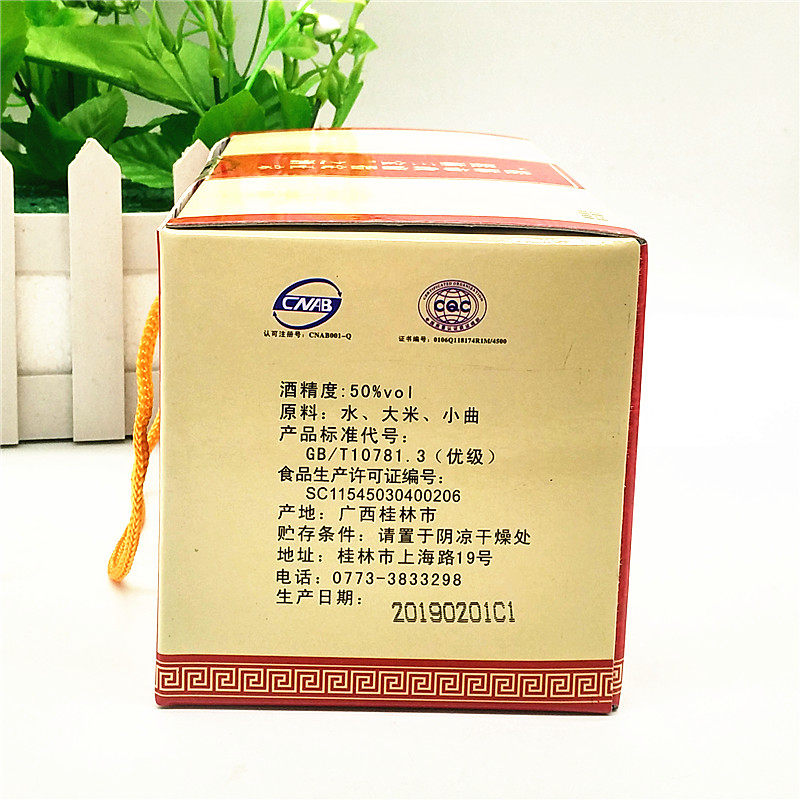 CNAB
CQC
认可注册号: CNAB001-Q
证书编号: 0106Q118174R1M/4500
酒精度:50%vol
原料: 水、大米、小曲
产品标准代号:
GB/T10781.3 (优级)
食品生产许可证编号:
SC11545030400206
产地: 广西桂林市
贮存条件: 请置于阴凉干燥处
地址: 桂林市上海路19号
电话: 0773-3833298
生产日期:
20190201C1